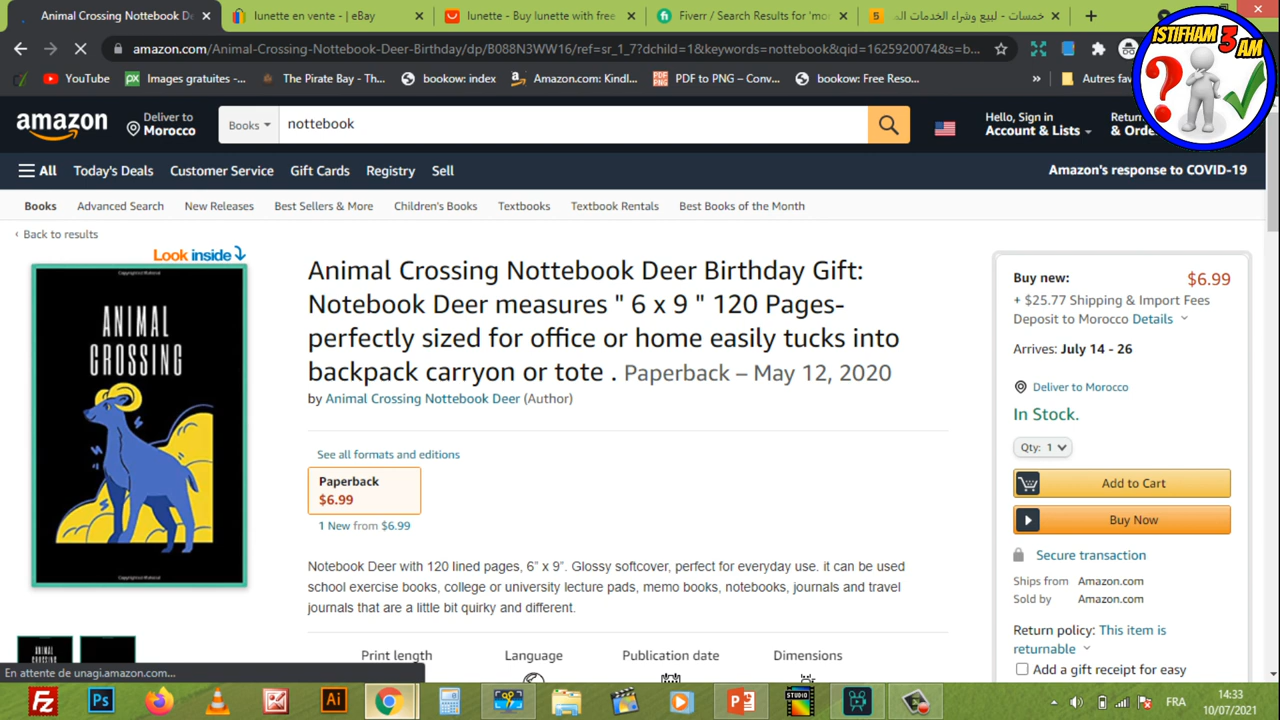 Animal Crossing Nottebook De
lunette en vente - | eBay
lunette - Buy lunette with free
Fiverr / Search Results for 'mo
خمسات - لبيع وشراء الخدمات الم
amazon.com/Animal-Crossing-Nottebook-Deer-Birthday/dp/B088N3WW16/ref=sr_1_7?dchild=1&keywords=nottebook&qid=1625920074&s=b...
YouTube
Images gratuites -...
The Pirate Bay - Th...
bookow: index
Amazon.com: Kindl...
PDF to PNG – Conv...
bookow: Free Reso...
»
Autres fav
ISTIFHAM 3 AM
amazon
Deliver to
Morocco
Books
nottebook
Hello, Sign in
Account & Lists
Return
& Orde
All
Today's Deals
Customer Service
Gift Cards
Registry
Sell
Amazon's response to COVID-19
Books
Advanced Search
New Releases
Best Sellers & More
Children's Books
Textbooks
Textbook Rentals
Best Books of the Month
‹ Back to results
Look inside
Copyrighted Material
ANIMAL
CROSSING
Copyrighted Material
Animal Crossing Nottebook Deer Birthday Gift:
Notebook Deer measures " 6 x 9 " 120 Pages-
perfectly sized for office or home easily tucks into
backpack carryon or tote . Paperback – May 12, 2020
by Animal Crossing Nottebook Deer (Author)
See all formats and editions
Paperback
$6.99
1 New from $6.99
Notebook Deer with 120 lined pages, 6” x 9”. Glossy softcover, perfect for everyday use. it can be used
school exercise books, college or university lecture pads, memo books, notebooks, journals and travel
journals that are a little bit quirky and different.
Print length
Language
Publication date
Dimensions
Buy new:
$6.99
+ $25.77 Shipping & Import Fees
Deposit to Morocco Details
Arrives: July 14 - 26
Deliver to Morocco
In Stock.
Qty: 1
Add to Cart
Buy Now
Secure transaction
Ships from Amazon.com
Sold by Amazon.com
Return policy: This item is
returnable
Add a gift receipt for easy
ANIMAL
En attente de unagi.amazon.com...
Fz
Ps
Ai
P
STUDIO
FRA
14:33
10/07/2021